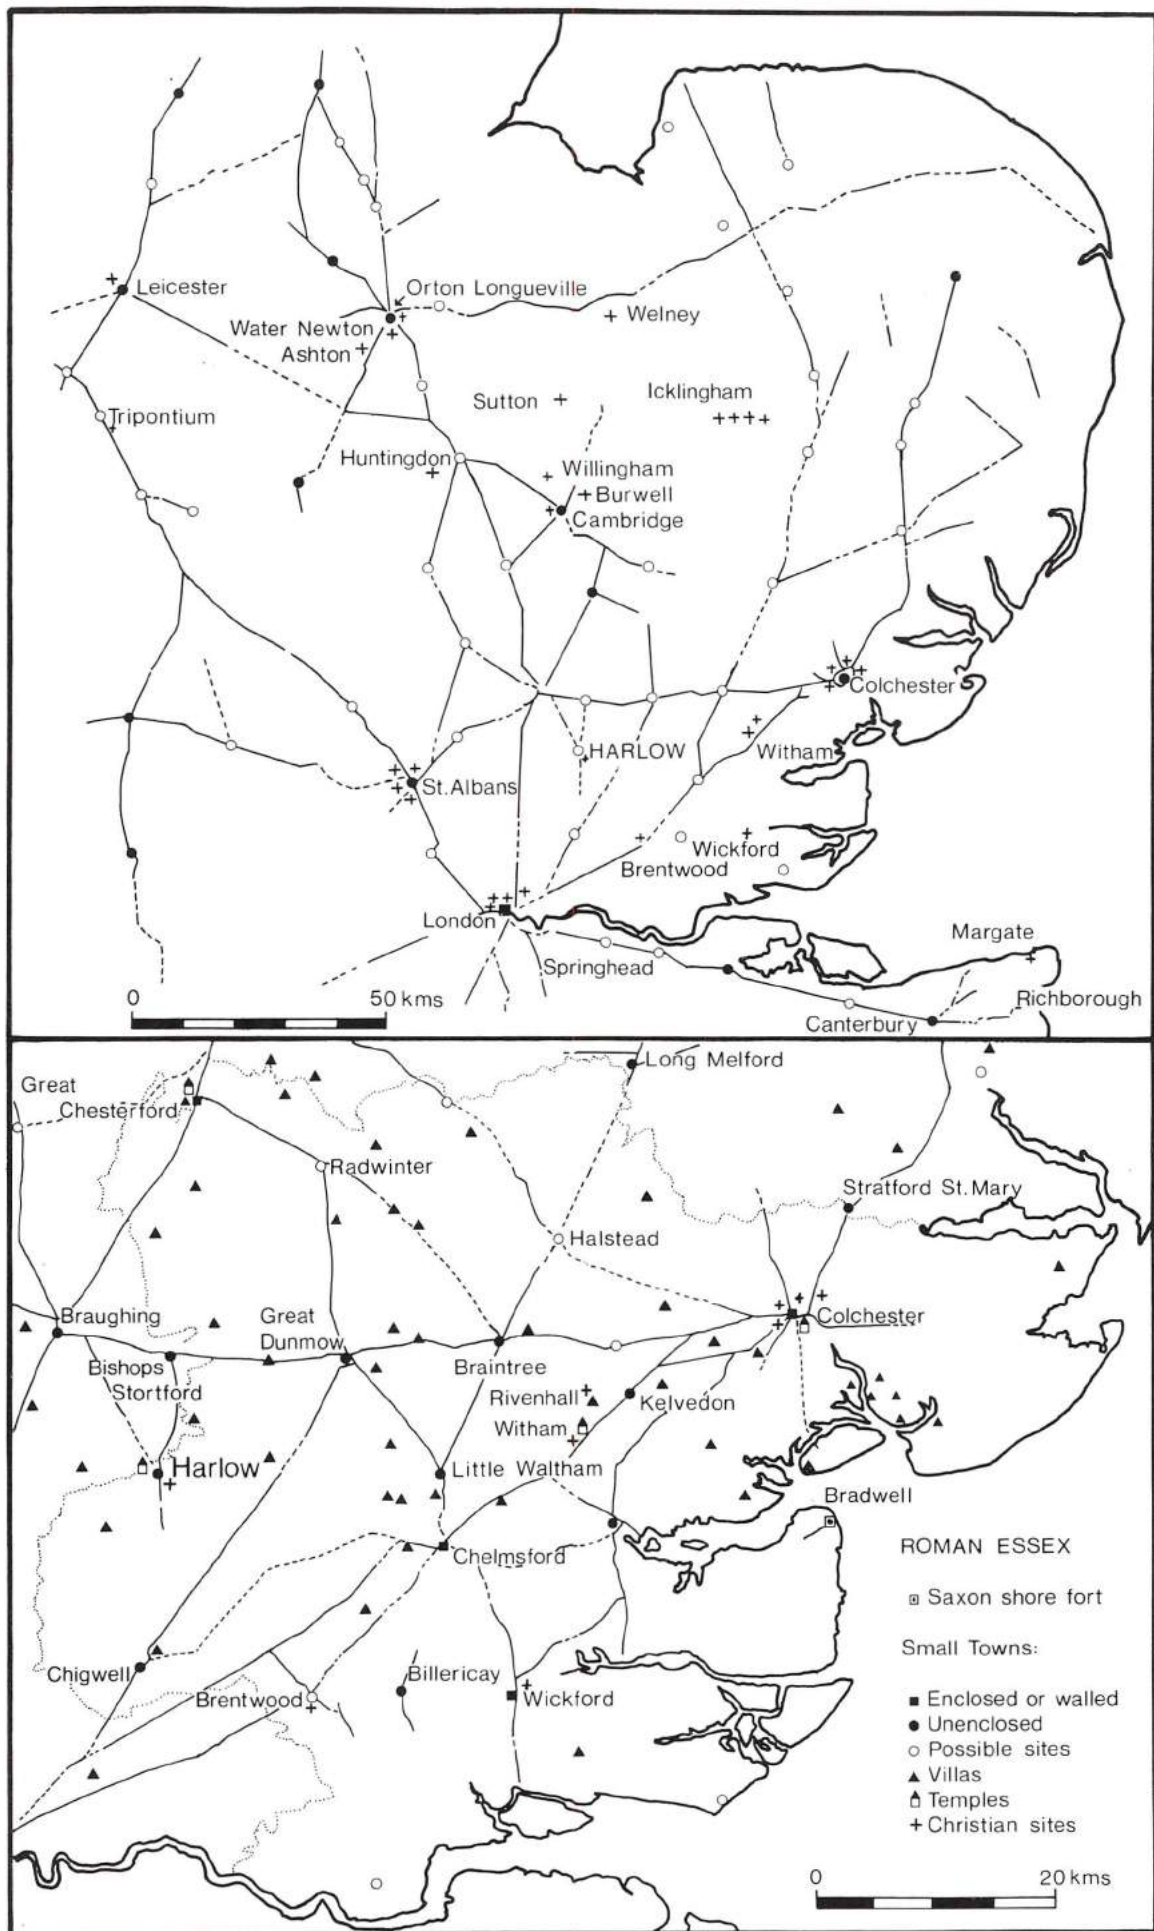 Leicester
Orton Longueville
Water Newton
Ashton
Welney
Sutton
Icklingham
Tripontium
Huntingdon
Willingham
Burwell
Cambridge
Colchester
HARLOW
Witham
St.Albans
Wickford
Brentwood
London
Springhead
Margate
Richborough
Canterbury
0 50 kms
Great
Chesterford
Long Melford
Radwinter
Stratford St.Mary
Halstead
Braughing
Great
Dunmow
Colchester
Bishops
Stortford
Braintree
Rivenhall
Kelvedon
Witham
Harlow
Little Waltham
Bradwell
Chelmsford
ROMAN ESSEX
Saxon shore fort
Small Towns:
Chigwell
Billericay
Brentwood
Wickford
Enclosed or walled
Unenclosed
Possible sites
Villas
Temples
Christian sites
0 20 kms